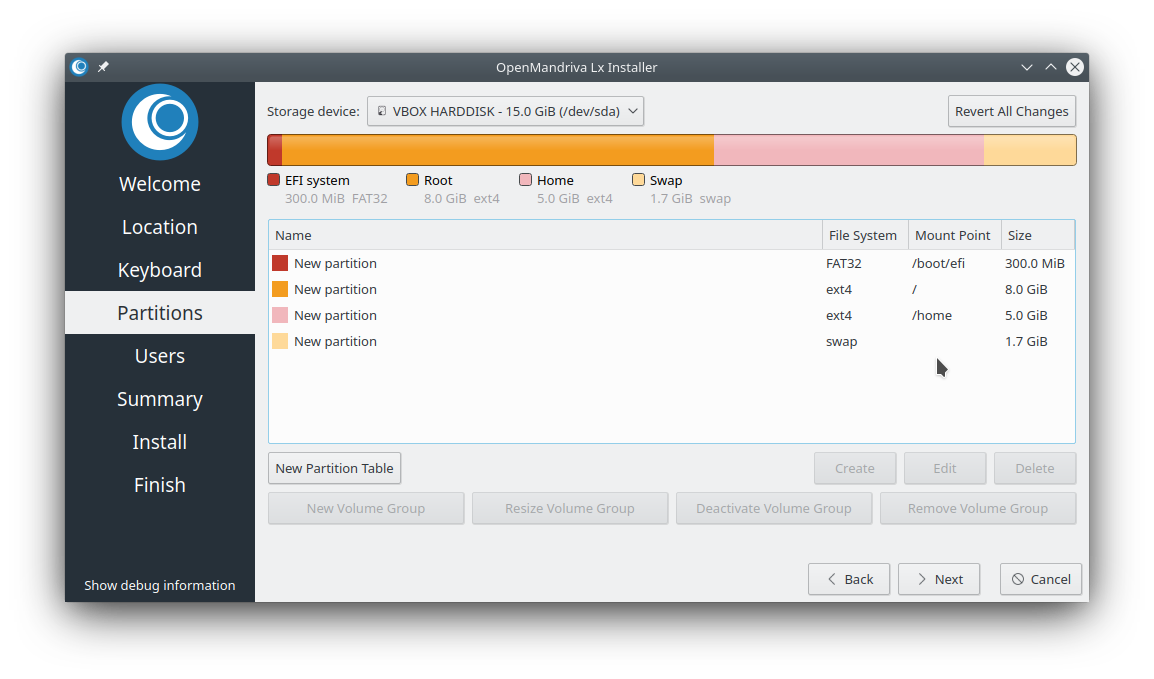 OpenMandriva Lx Installer
Welcome
Location
Keyboard
Partitions
Users
Summary
Install
Finish
Show debug information
Storage device: VBOX HARDDISK - 15.0 GiB (/dev/sda) Revert All Changes
EFI system Root Home Swap
300.0 MiB FAT32 8.0 GiB ext4 5.0 GiB ext4 1.7 GiB swap
Name File System Mount Point Size
New partition FAT32 /boot/efi 300.0 MiB
New partition ext4 / 8.0 GiB
New partition ext4 /home 5.0 GiB
New partition swap 1.7 GiB
New Partition Table Create Edit Delete
New Volume Group Resize Volume Group Deactivate Volume Group Remove Volume Group
Back Next Cancel